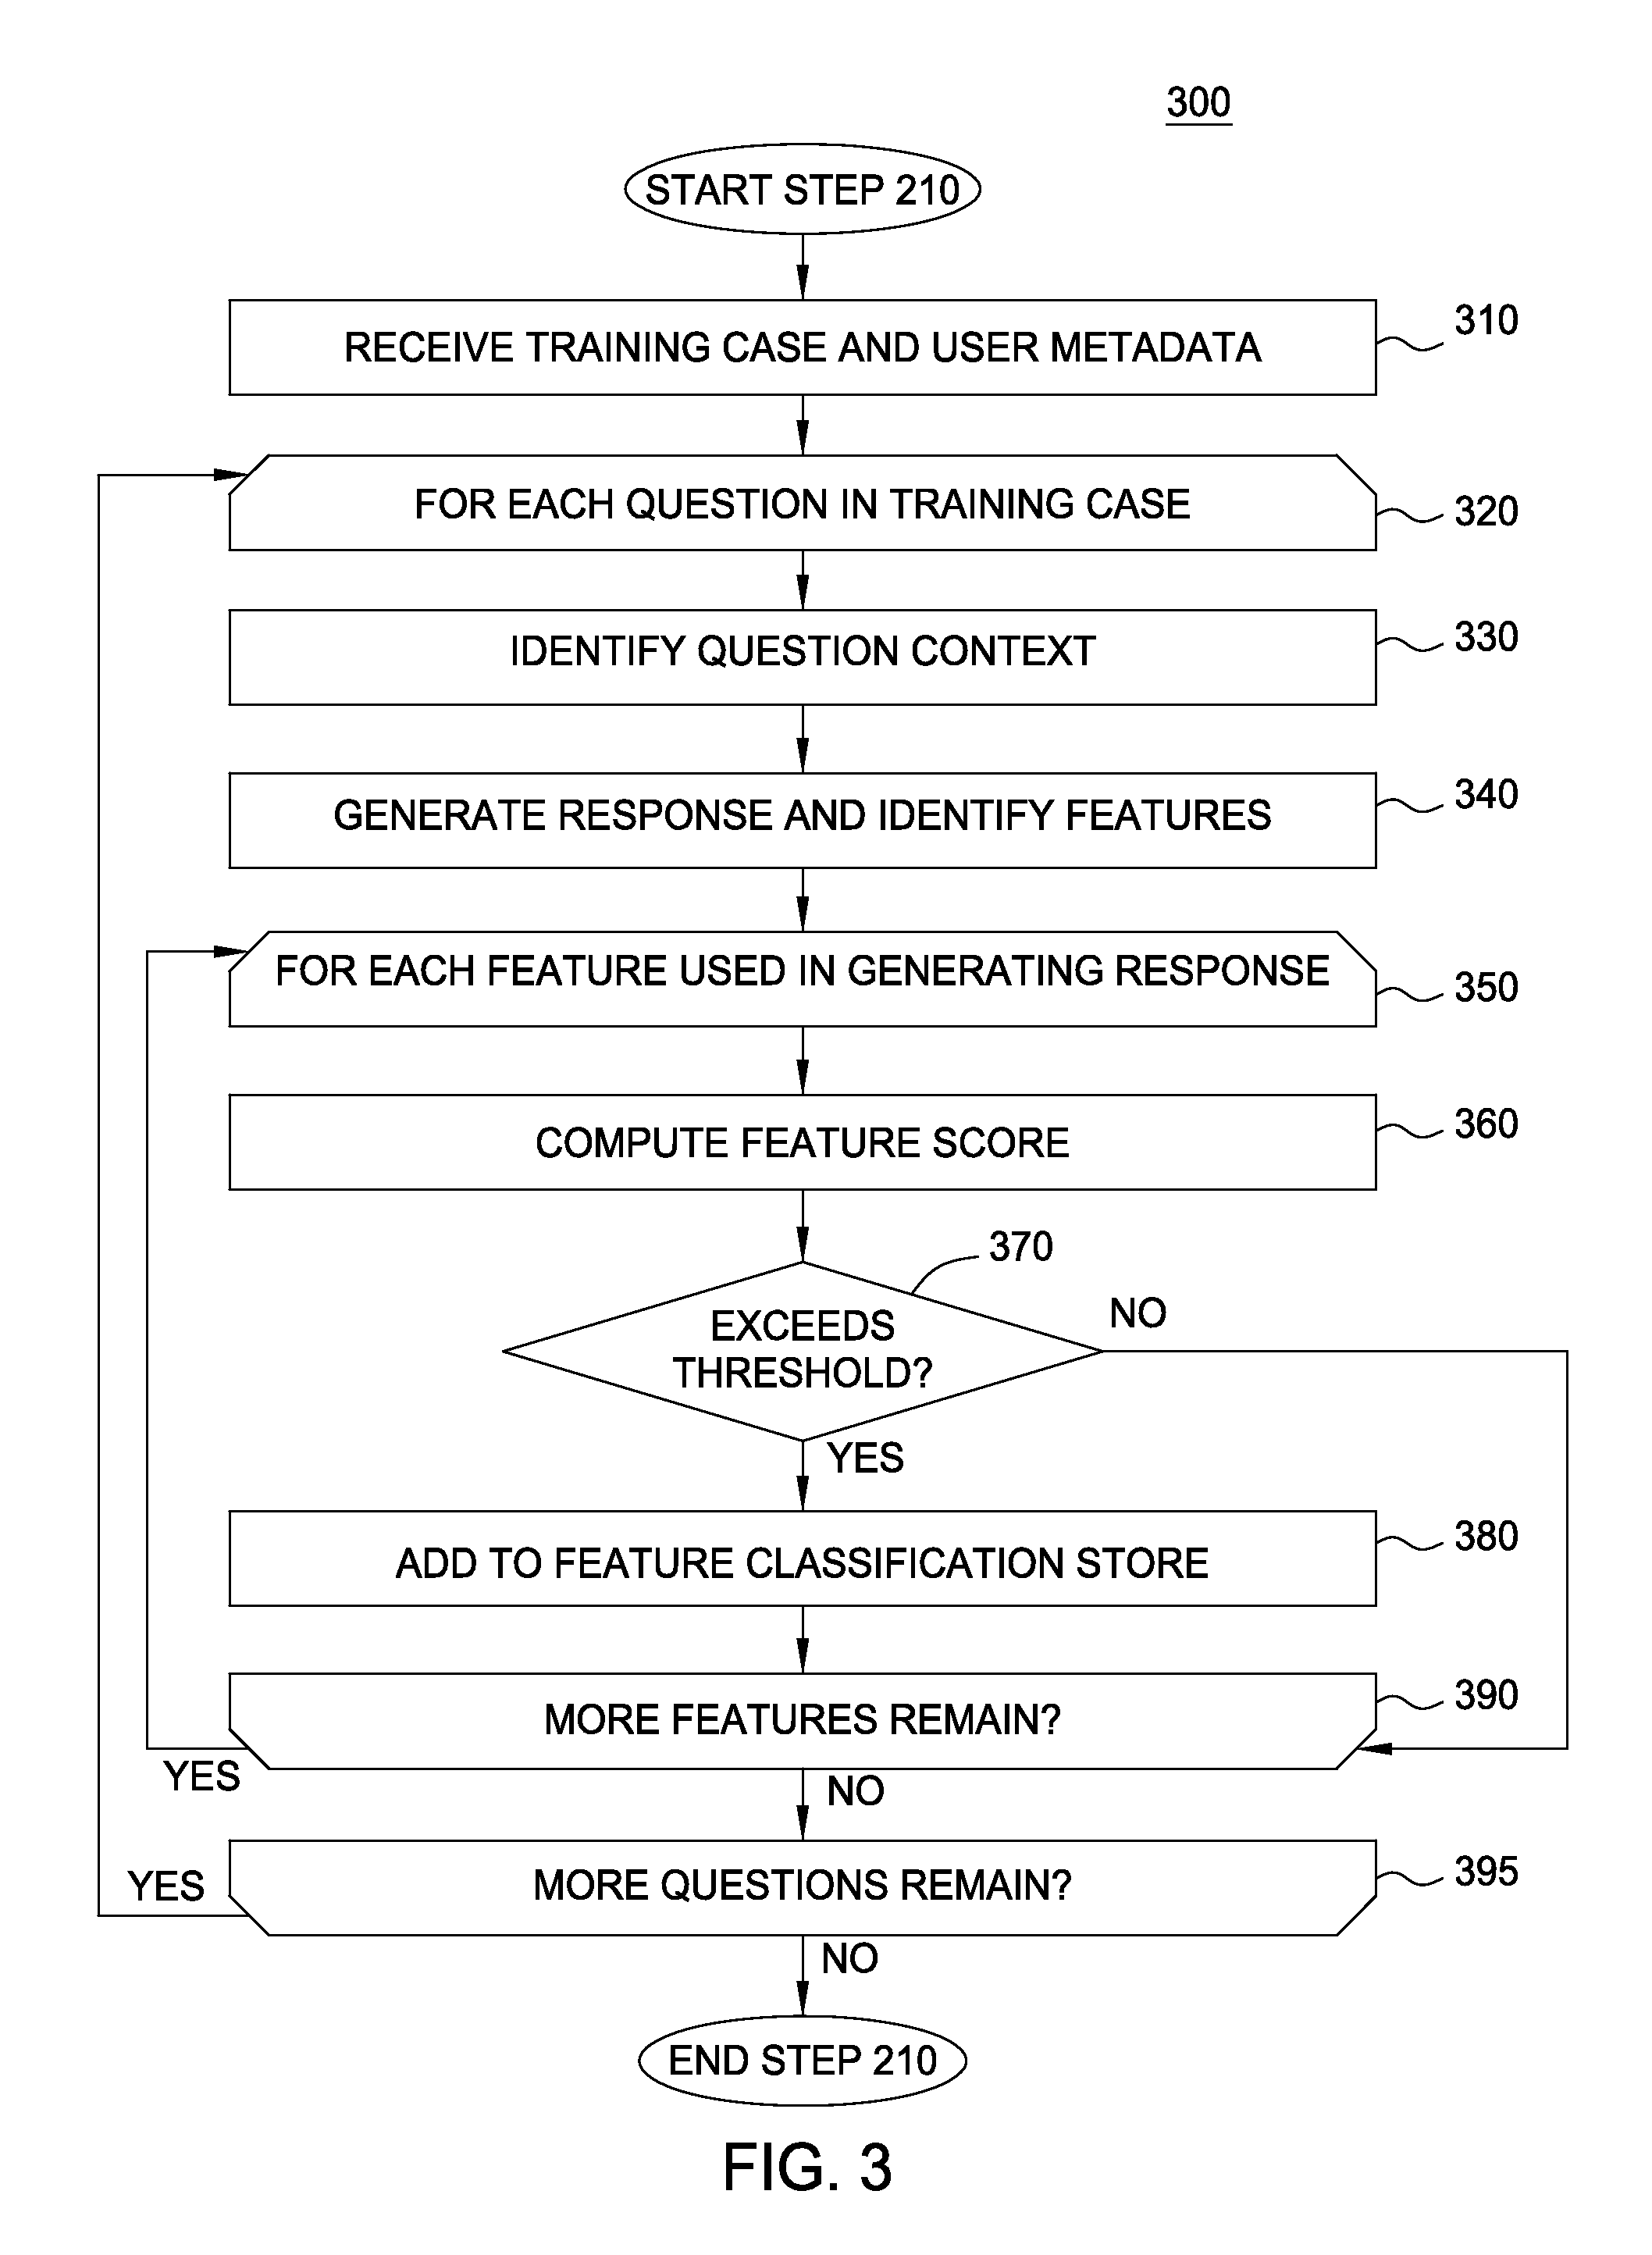 300
START STEP 210
RECEIVE TRAINING CASE AND USER METADATA
310
FOR EACH QUESTION IN TRAINING CASE
320
IDENTIFY QUESTION CONTEXT
330
GENERATE RESPONSE AND IDENTIFY FEATURES
340
FOR EACH FEATURE USED IN GENERATING RESPONSE
350
COMPUTE FEATURE SCORE
360
370
EXCEEDS
THRESHOLD?
NO
YES
ADD TO FEATURE CLASSIFICATION STORE
380
MORE FEATURES REMAIN?
390
YES
NO
MORE QUESTIONS REMAIN?
395
YES
NO
END STEP 210
FIG. 3